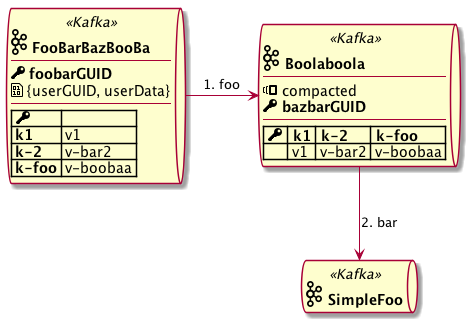 «Kafka»
FooBarBazBooBa
foobarGUID
{userGUID, userData}
k1 v1
k-2 v-bar2
k-foo v-boobaa
1. foo
«Kafka»
Boolaboola
compacted
bazbarGUID
k1 k-2 k-foo
v1 v-bar2 v-boobaa
2. bar
«Kafka»
SimpleFoo